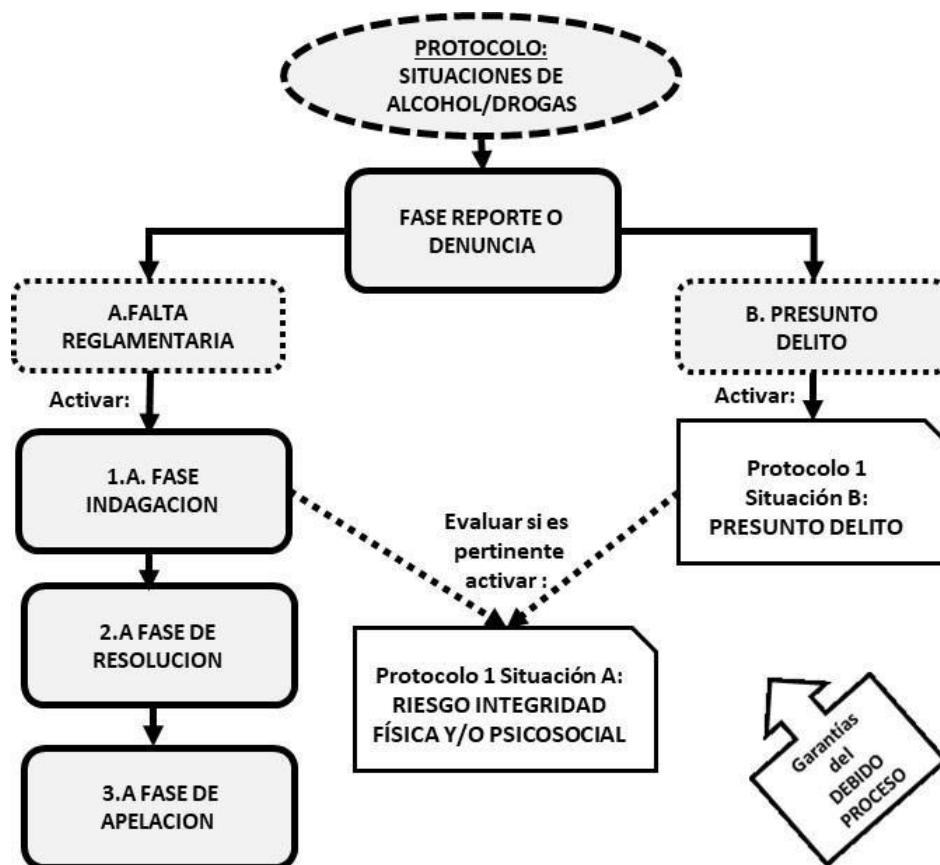 PROTOCOLO:
SITUACIONES DE
ALCOHOL/DROGAS
FASE REPORTE O
DENUNCIA
A.FALTA
REGLAMENTARIA
B. PRESUNTO
DELITO
Activar:
Activar:
1.A. FASE
INDAGACION
Protocolo 1
Situación B:
PRESUNTO DELITO
Evaluar si es
pertinente
activar :
2.A FASE DE
RESOLUCION
Protocolo 1 Situación A:
RIESGO INTEGRIDAD
FÍSICA Y/O PSICOSOCIAL
3.A FASE DE
APELACION
Garantías
del
DEBIDO
PROCESO